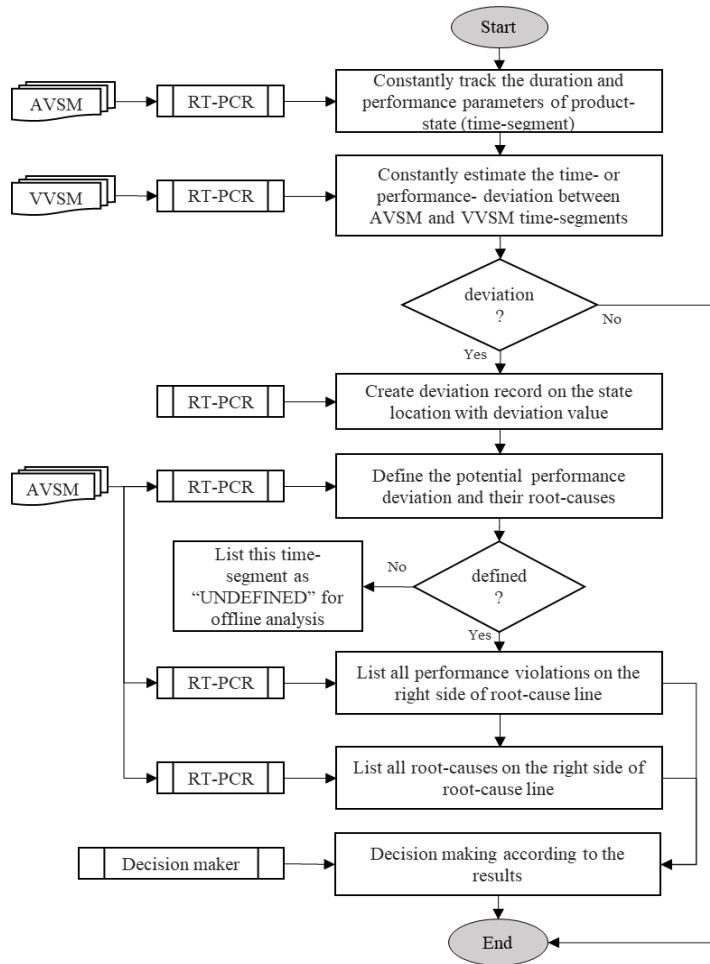 Start
AVSM
RT-PCR
Constantly track the duration and
performance parameters of product-
state (time-segment)
VVSM
RT-PCR
Constantly estimate the time- or
performance- deviation between
AVSM and VVSM time-segments
deviation
?
No
Yes
RT-PCR
Create deviation record on the state
location with deviation value
AVSM
RT-PCR
Define the potential performance
deviation and their root-causes
List this time-
segment as
“UNDEFINED” for
offline analysis
No
defined
?
Yes
RT-PCR
List all performance violations on the
right side of root-cause line
RT-PCR
List all root-causes on the right side of
root-cause line
Decision maker
Decision making according to the
results
End